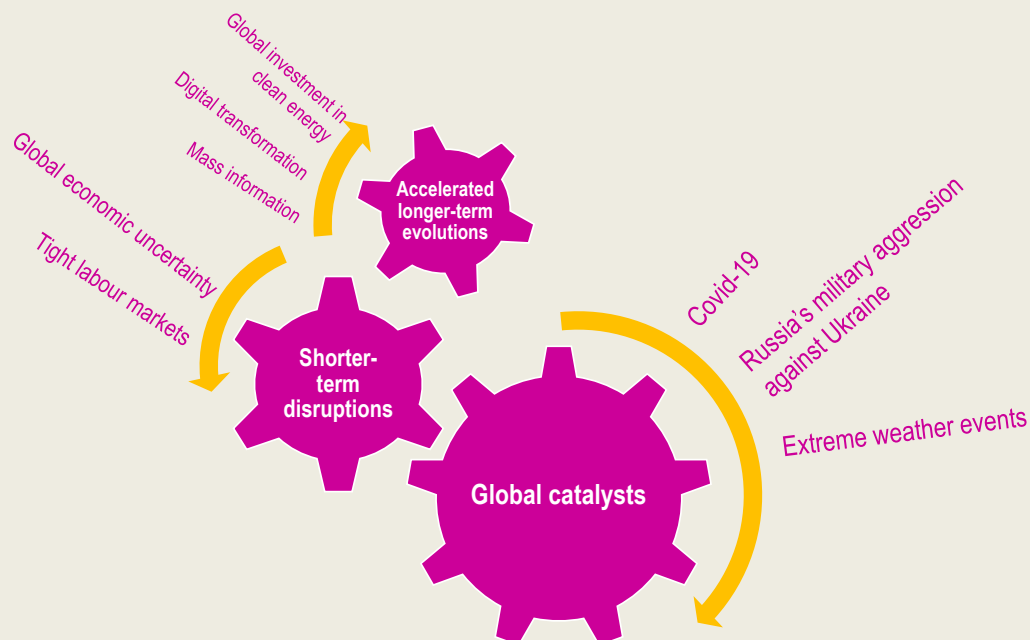 Global investment in
clean energy
Digital transformation
Mass information
Global economic uncertainty
Tight labour markets
Accelerated
longer-term
evolutions
Shorter-
term
disruptions
Global catalysts
Covid-19
Russia's military aggression
against Ukraine
Extreme weather events